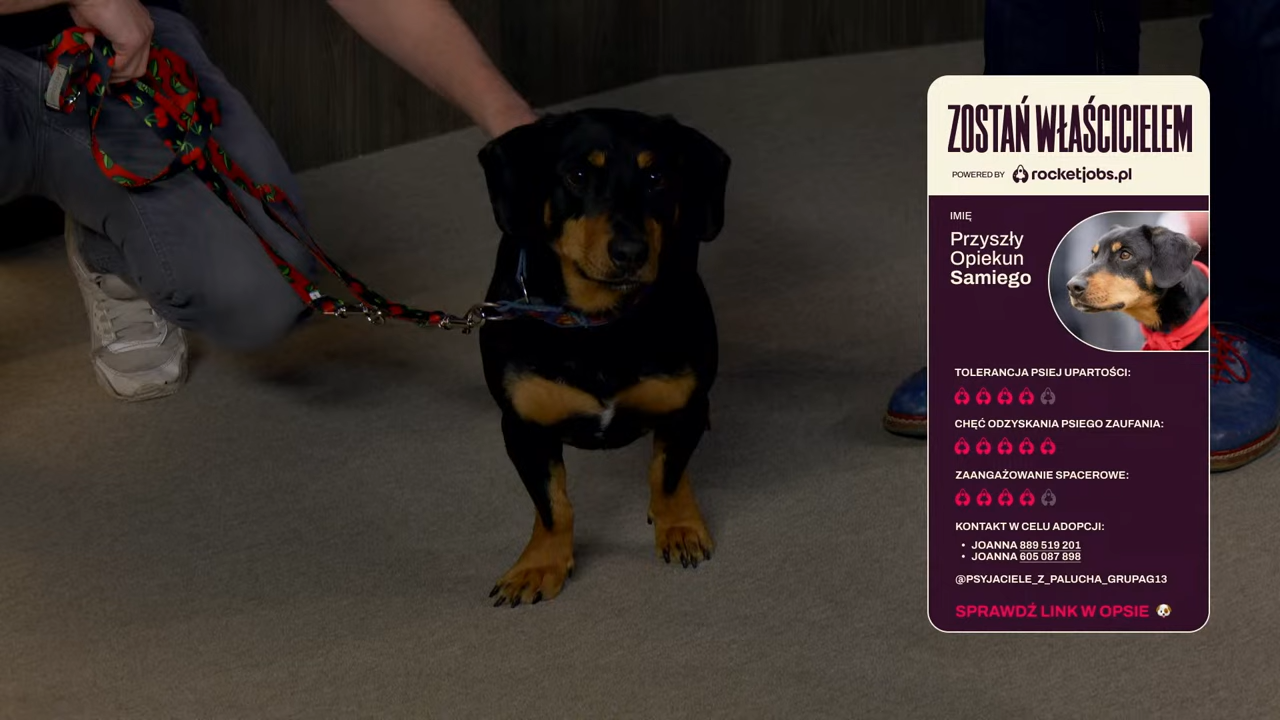 ZOSTAŃ WŁAŚCICIELEM
POWERED BY rocketjobs.pl
IMIĘ
Przyszły
Opiekun
Samiego
TOLERANCJA PSIEJ UPARTOŚCI:
CHĘĆ ODZYSKANIA PSIEGO ZAUFANIA:
ZAANGAŻOWANIE SPACEROWE:
KONTAKT W CELU ADOPCJI:
• JOANNA 889 519 201
• JOANNA 605 087 898
@PSYJACIELE_Z_PALUCHA_GRUPAG13
SPRAWDŹ LINK W OPSIE